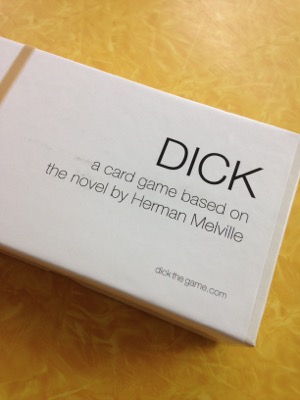 DICK
a card game based on
the novel by Herman Melville
dickthegame.com